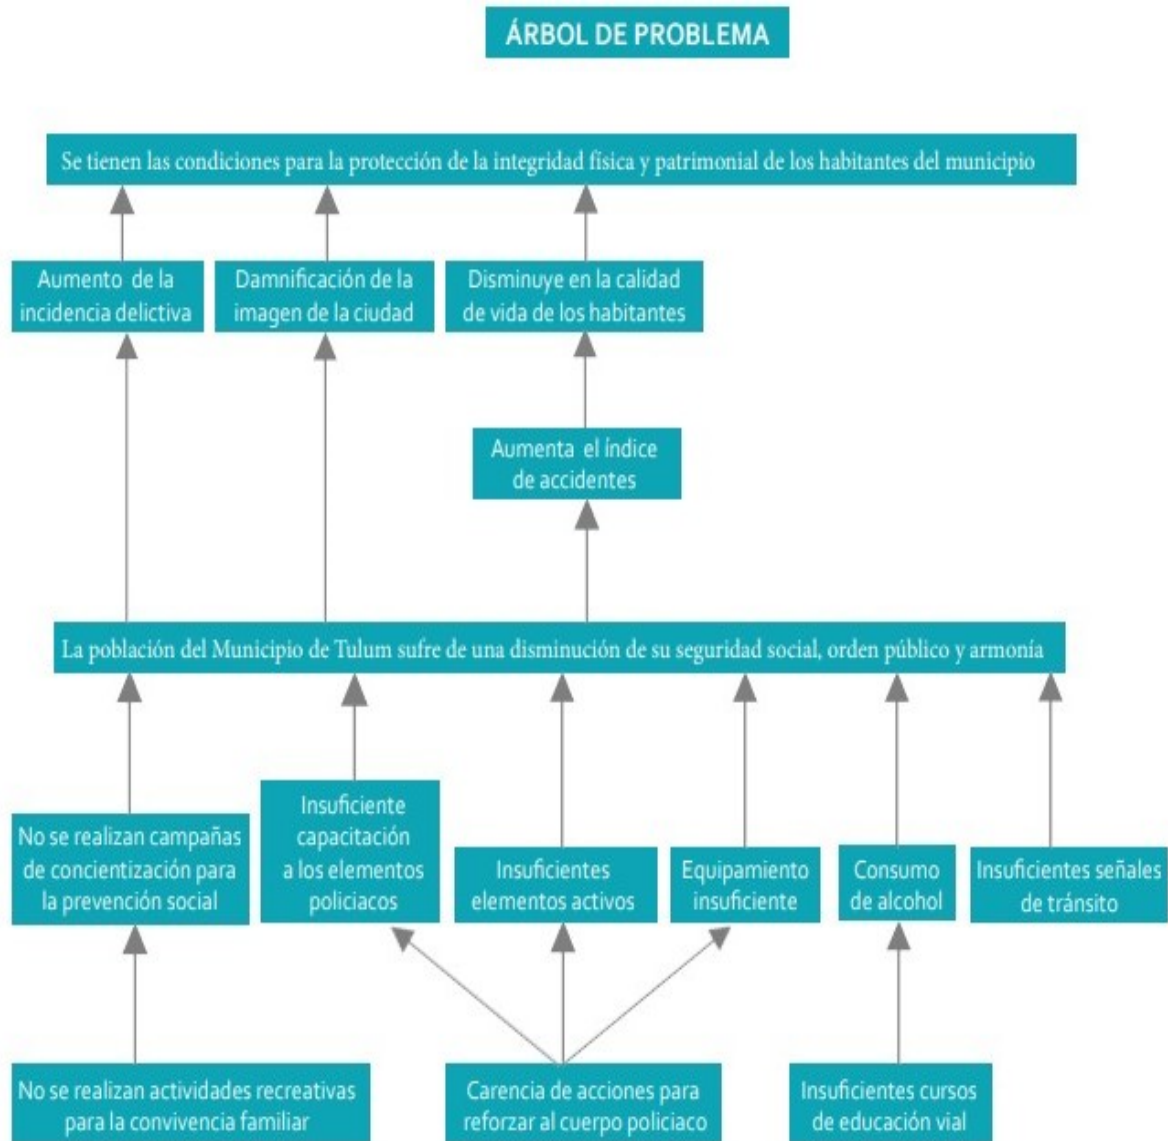 ÁRBOL DE PROBLEMA
Se tienen las condiciones para la protección de la integridad física y patrimonial de los habitantes del municipio
Aumento de la
incidencia delictiva
Damnificación de la
imagen de la ciudad
Disminuye en la calidad
de vida de los habitantes
Aumenta el índice
de accidentes
La población del Municipio de Tulum sufre de una disminución de su seguridad social, orden público y armonía
No se realizan campañas
de concientización para
la prevención social
Insuficiente
capacitación
a los elementos
policiacos
Insuficientes
elementos activos
Equipamiento
insuficiente
Consumo
de alcohol
Insuficientes señales
de tránsito
No se realizan actividades recreativas
para la convivencia familiar
Carencia de acciones para
reforzar al cuerpo policiaco
Insuficientes cursos
de educación vial